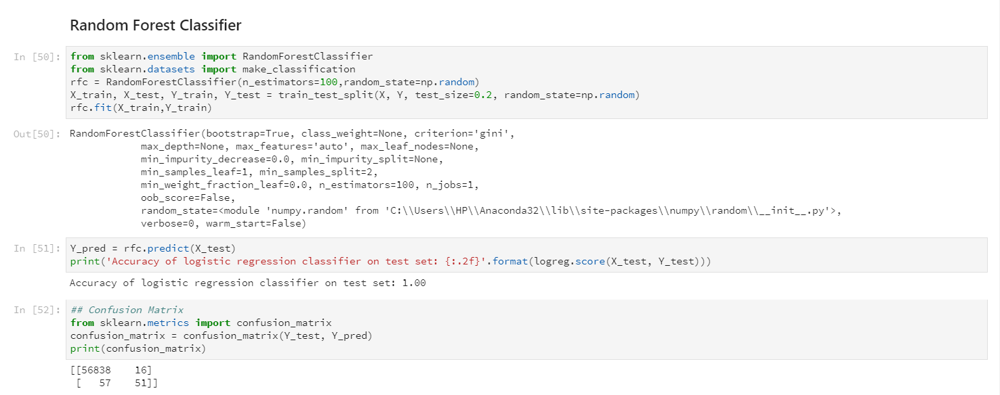 Random Forest Classifier
In [50]: from sklearn.ensemble import RandomForestClassifier
from sklearn.datasets import make_classification
rfc = RandomForestClassifier(n_estimators=100,random_state=np.random)
X_train, X_test, Y_train, Y_test = train_test_split(X, Y, test_size=0.2, random_state=np.random)
rfc.fit(X_train,Y_train)
Out[50]: RandomForestClassifier(bootstrap=True, class_weight=None, criterion='gini',
max_depth=None, max_features='auto', max_leaf_nodes=None,
min_impurity_decrease=0.0, min_impurity_split=None,
min_samples_leaf=1, min_samples_split=2,
min_weight_fraction_leaf=0.0, n_estimators=100, n_jobs=1,
oob_score=False,
random_state=<module 'numpy.random' from 'C:\\Users\\HP\\Anaconda32\\lib\\site-packages\\numpy\\random\\__init__.py'>,
verbose=0, warm_start=False)
In [51]: Y_pred = rfc.predict(X_test)
print('Accuracy of logistic regression classifier on test set: {:.2f}'.format(logreg.score(X_test, Y_test)))
Accuracy of logistic regression classifier on test set: 1.00
In [52]: ## Confusion Matrix
from sklearn.metrics import confusion_matrix
confusion_matrix = confusion_matrix(Y_test, Y_pred)
print(confusion_matrix)
[[56838    16]
[   57    51]]